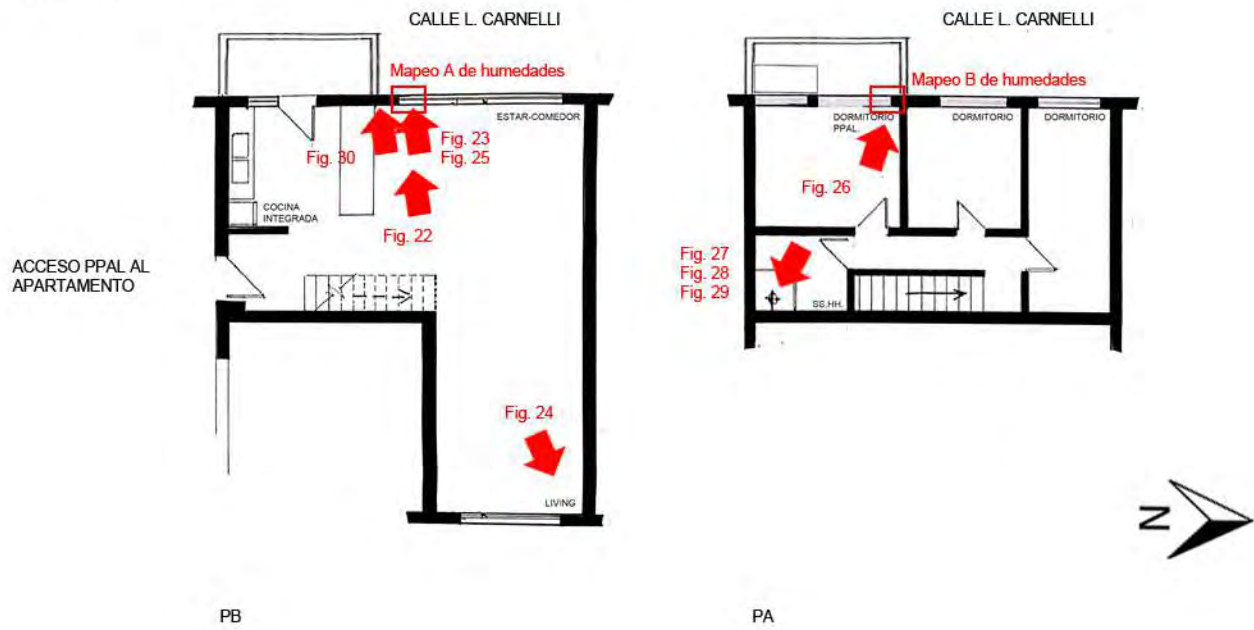 CALLE L. CARNELLI
Mapeo A de humedades
ESTAR-COMEDOR
Fig. 23
Fig. 30
Fig. 25
COCINA
INTEGRADA
Fig. 22
ACCESO PPAL AL
APARTAMENTO
Fig. 24
LIVING
PB
CALLE L. CARNELLI
Mapeo B de humedades
DORMITORIO
PPAL.
DORMITORIO
DORMITORIO
Fig. 26
Fig. 27
Fig. 28
Fig. 29
SS.HH.
PA
N